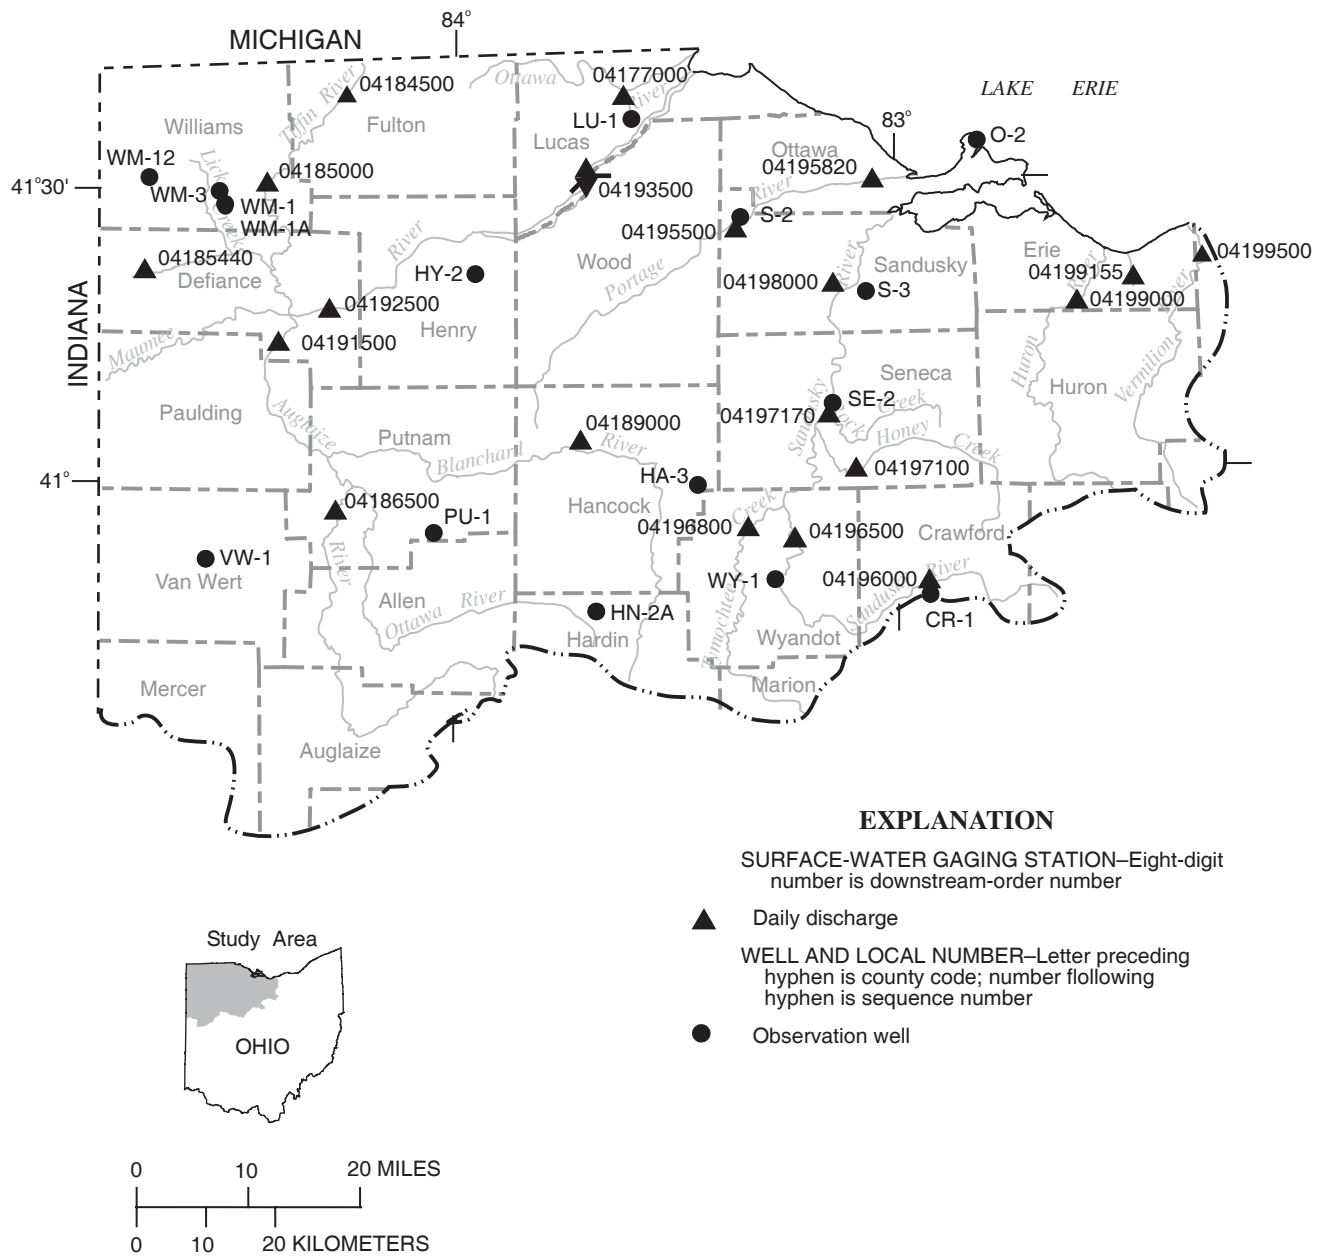 84°
MICHIGAN
Ottawa
River
04177000
LAKE ERIE
04184500
Tiffin River
Williams
Fulton
LU-1
83°
O-2
Lucas
Ottawa
WM-12
Lick
Creek
04185000
04195820
41°30'
WM-3
WM-1
WM-1A
04193500
River
S-2
04195500
04185440
Defiance
River
HY-2
Wood
Portage
River
Sandusky
04198000
S-3
Erie
River
04199155
River
04199500
04199000
INDIANA
04192500
Henry
04191500
Maumee
Paulding
Auglaize
Putnam
Blanchard
River
04189000
Seneca
Sandusky
SE-2
04197170
Rock
Creek
Honey
Creek
Huron
Huron
Vermilion
41°
HA-3
04197100
04186500
PU-1
Hancock
Creek
04196800
04196500
Crawford
VW-1
Van Wert
River
Allen
Ottawa River
WY-1
04196000
River
Sandusky
CR-1
HN-2A
Hardin
Tymochtee
Wyandot
Mercer
Marion
Auglaize
EXPLANATION
SURFACE-WATER GAGING STATION–Eight-digit
number is downstream-order number
Daily discharge
WELL AND LOCAL NUMBER–Letter preceding
hyphen is county code; number flollowing
hyphen is sequence number
Observation well
Study Area
OHIO
0 10 20 MILES
0 10 20 KILOMETERS